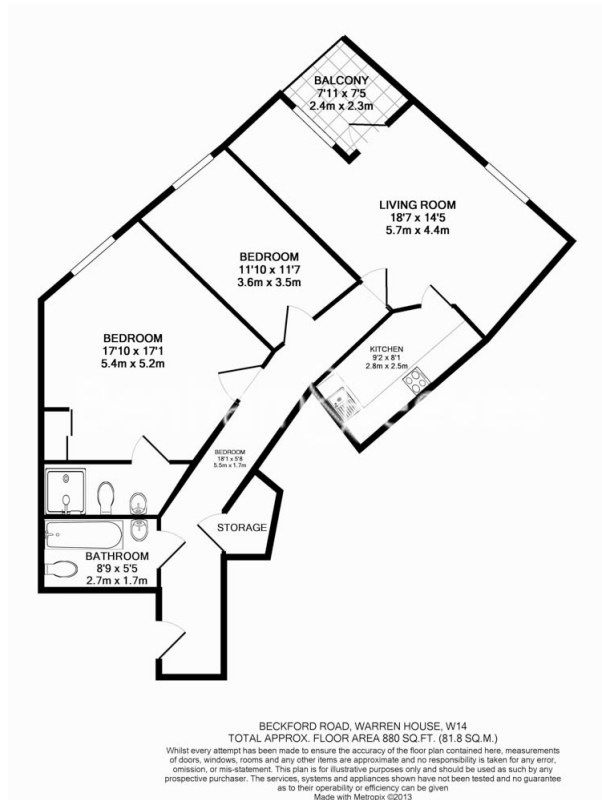 BALCONY
7'11 x 7'5
2.4m x 2.3m
LIVING ROOM
18'7 x 14'5
5.7m x 4.4m
BEDROOM
11'10 x 11'7
3.6m x 3.5m
BEDROOM
17'10 x 17'1
5.4m x 5.2m
KITCHEN
9'2 x 8'1
2.8m x 2.5m
BEDROOM
18'1 x 5'8
5.5m x 1.7m
STORAGE
BATHROOM
8'9 x 5'5
2.7m x 1.7m
BECKFORD ROAD, WARREN HOUSE, W14
TOTAL APPROX. FLOOR AREA 880 SQ.FT. (81.8 SQ.M.)
Whilst every attempt has been made to ensure the accuracy of the floor plan contained here, measurements
of doors, windows, rooms and any other items are approximate and no responsibility is taken for any error,
omission, or mis-statement. This plan is for illustrative purposes only and should be used as such by any
prospective purchaser. The services, systems and appliances shown have not been tested and no guarantee
as to their operability or efficiency can be given
Made with Metropix ©2013